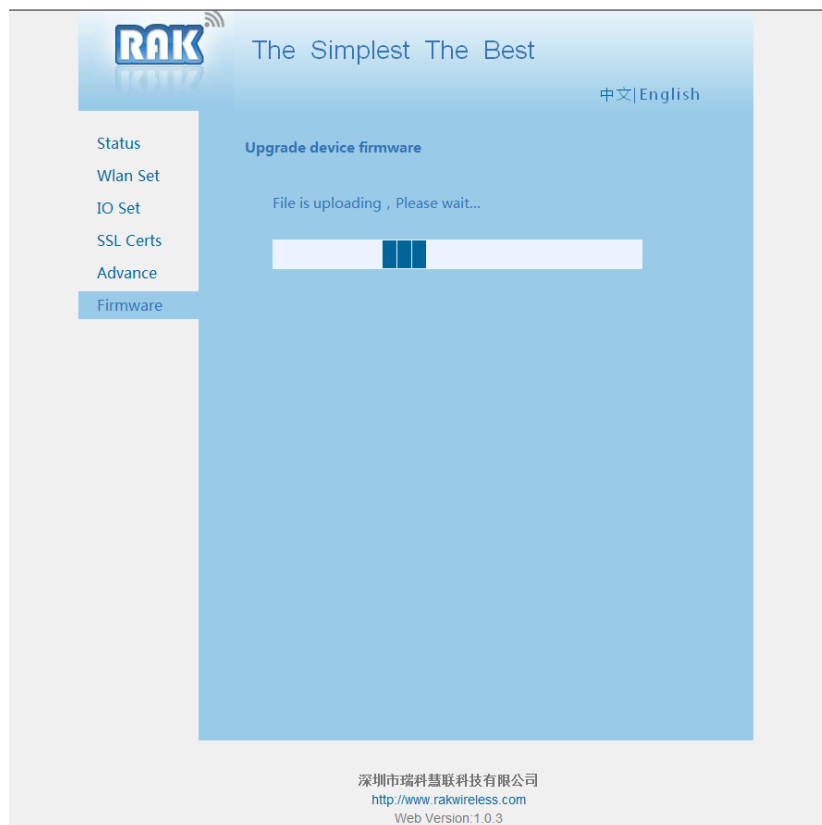 RAK
The Simplest The Best
中文|English
Status
Wlan Set
IO Set
SSL Certs
Advance
Firmware
Upgrade device firmware
File is uploading , Please wait...
深圳市瑞科慧联科技有限公司
http://www.rakwireless.com
Web Version:1.0.3